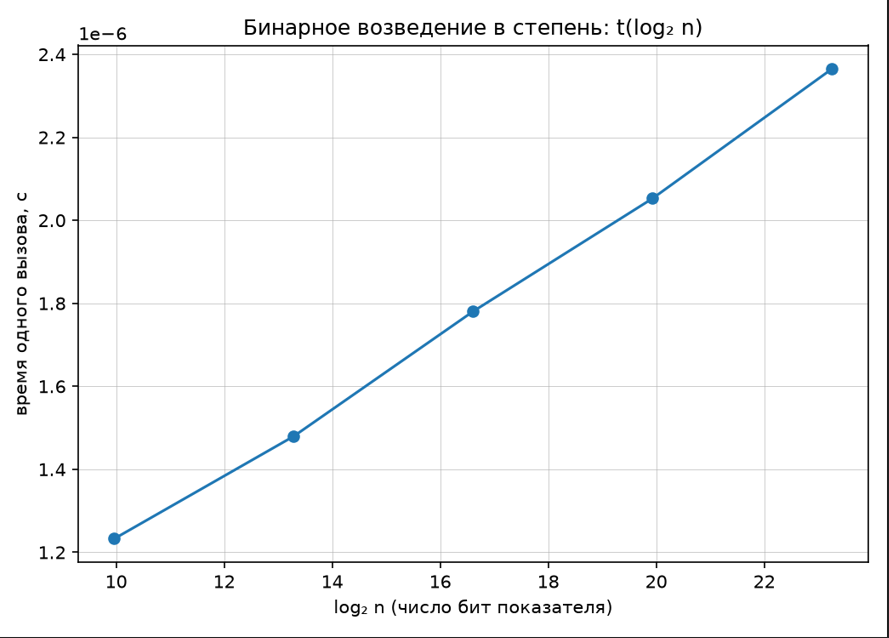 Бинарное возведение в степень: t(log₂ n)
1e−6
2.4
2.2
2.0
1.8
1.6
1.4
1.2
время одного вызова, с
10 12 14 16 18 20 22
log₂ n (число бит показателя)